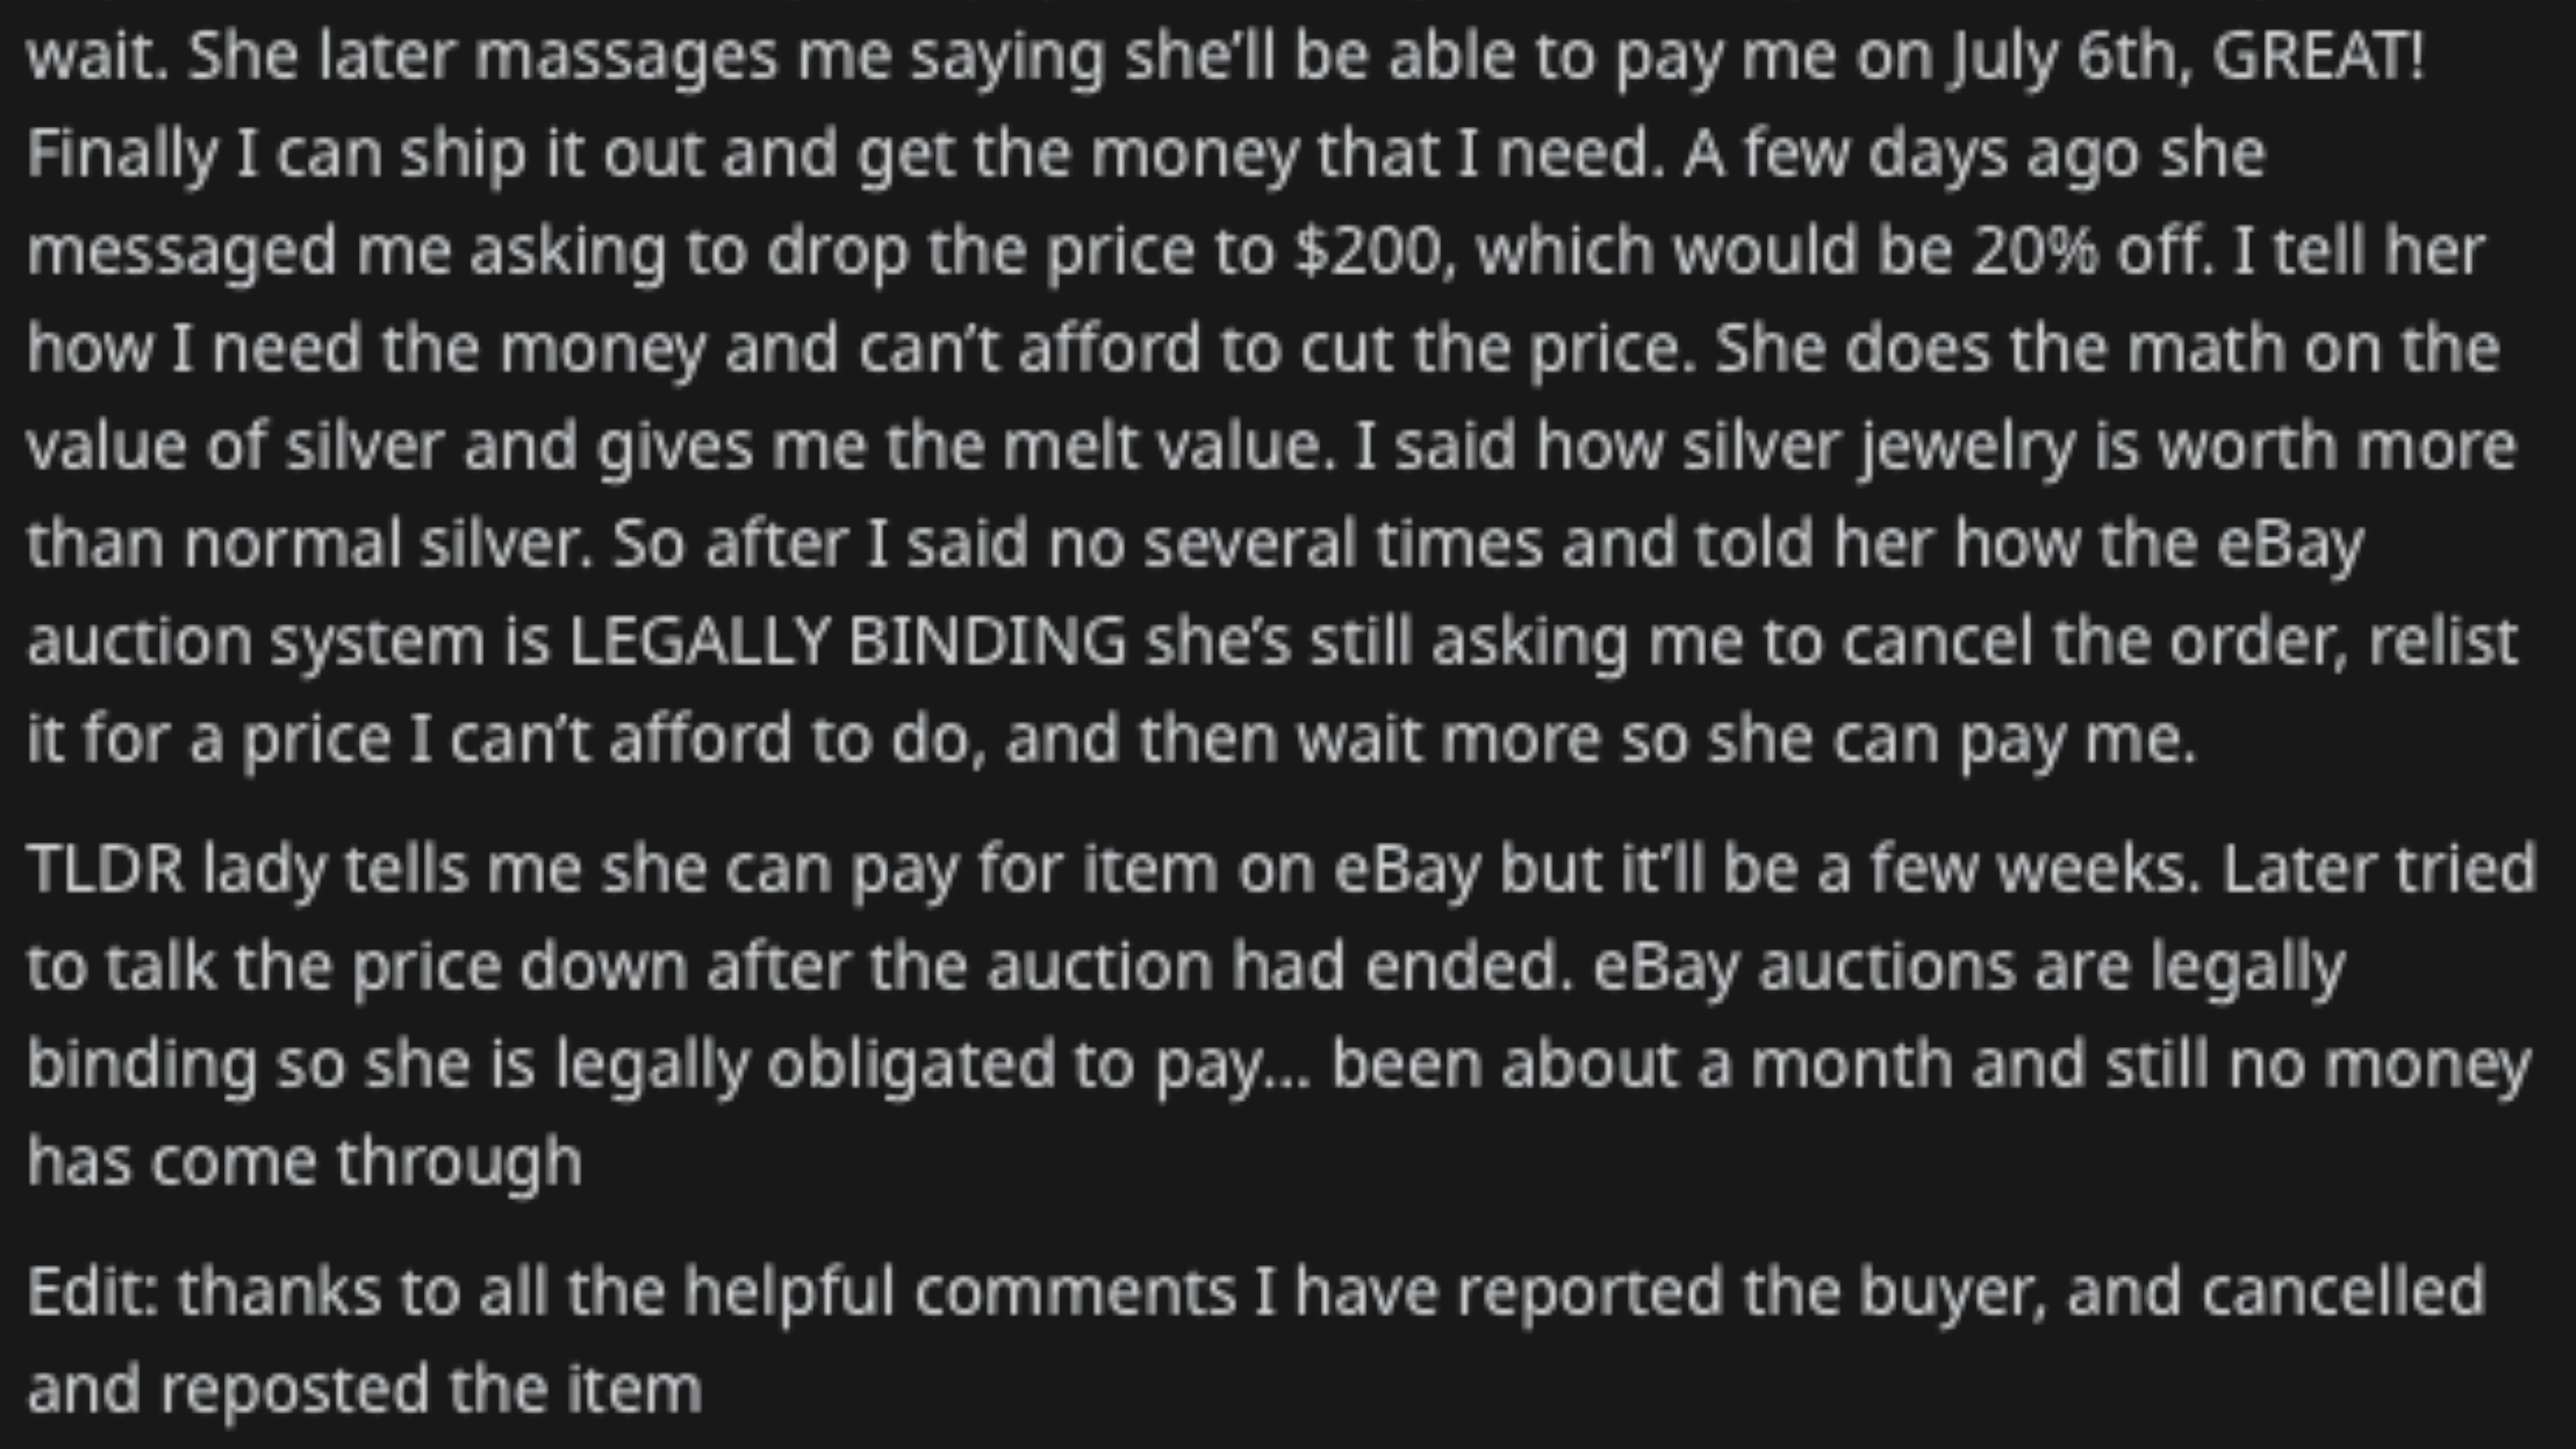 wait. She later massages me saying she’ll be able to pay me on July 6th, GREAT!
Finally I can ship it out and get the money that I need. A few days ago she
messaged me asking to drop the price to $200, which would be 20% off. I tell her
how I need the money and can’t afford to cut the price. She does the math on the
value of silver and gives me the melt value. I said how silver jewelry is worth more
than normal silver. So after I said no several times and told her how the eBay
auction system is LEGALLY BINDING she’s still asking me to cancel the order, relist
it for a price I can’t afford to do, and then wait more so she can pay me.
TLDR lady tells me she can pay for item on eBay but it’ll be a few weeks. Later tried
to talk the price down after the auction had ended. eBay auctions are legally
binding so she is legally obligated to pay... been about a month and still no money
has come through
Edit: thanks to all the helpful comments I have reported the buyer, and cancelled
and reposted the item